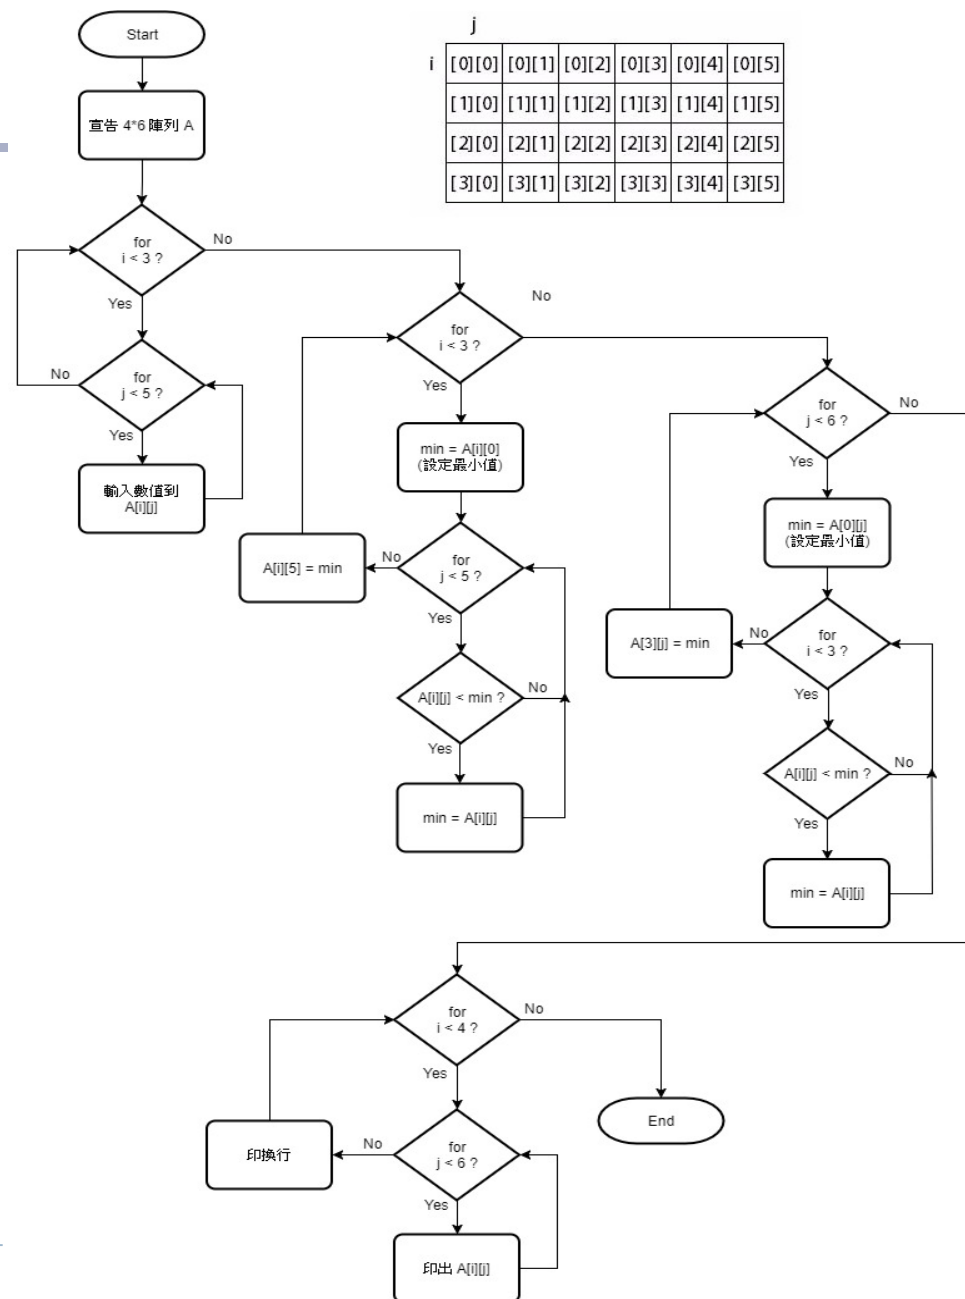 Start
宣告 4*6 陣列 A
for
i < 3 ?
No
Yes
for
j < 5 ?
No
Yes
輸入數值到
A[i][j]
j
i
[0][0] [0][1] [0][2] [0][3] [0][4] [0][5]
[1][0] [1][1] [1][2] [1][3] [1][4] [1][5]
[2][0] [2][1] [2][2] [2][3] [2][4] [2][5]
[3][0] [3][1] [3][2] [3][3] [3][4] [3][5]
for
i < 3 ?
No
Yes
min = A[i][0]
(設定最小值)
for
j < 5 ?
No
A[i][5] = min
Yes
A[i][j] < min ?
No
Yes
min = A[i][j]
for
j < 6 ?
No
Yes
min = A[0][j]
(設定最小值)
for
i < 3 ?
No
A[3][j] = min
Yes
A[i][j] < min ?
No
Yes
min = A[i][j]
for
i < 4 ?
No
End
Yes
for
j < 6 ?
No
印換行
Yes
印出 A[i][j]